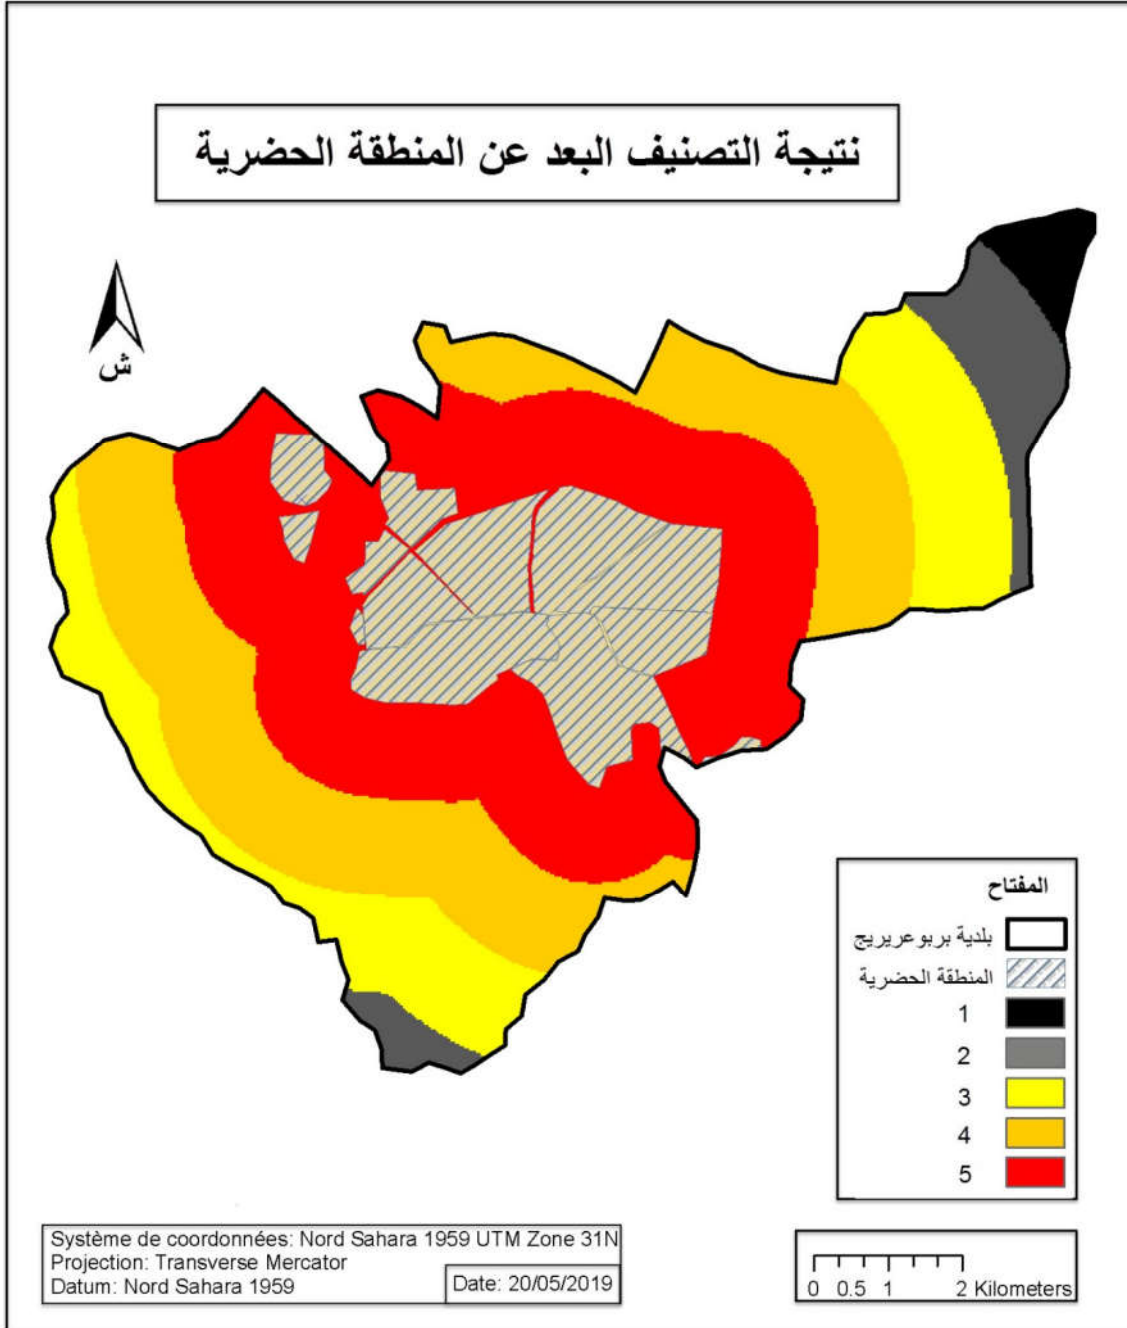 نتيجة التصنيف البعد عن المنطقة الحضرية
ش
المفتاح
بلدية بربوعريريج
المنطقة الحضرية
1
2
3
4
5
Système de coordonnées: Nord Sahara 1959 UTM Zone 31N
Projection: Transverse Mercator
Datum: Nord Sahara 1959
Date: 20/05/2019
0 0.5 1 2 Kilometers